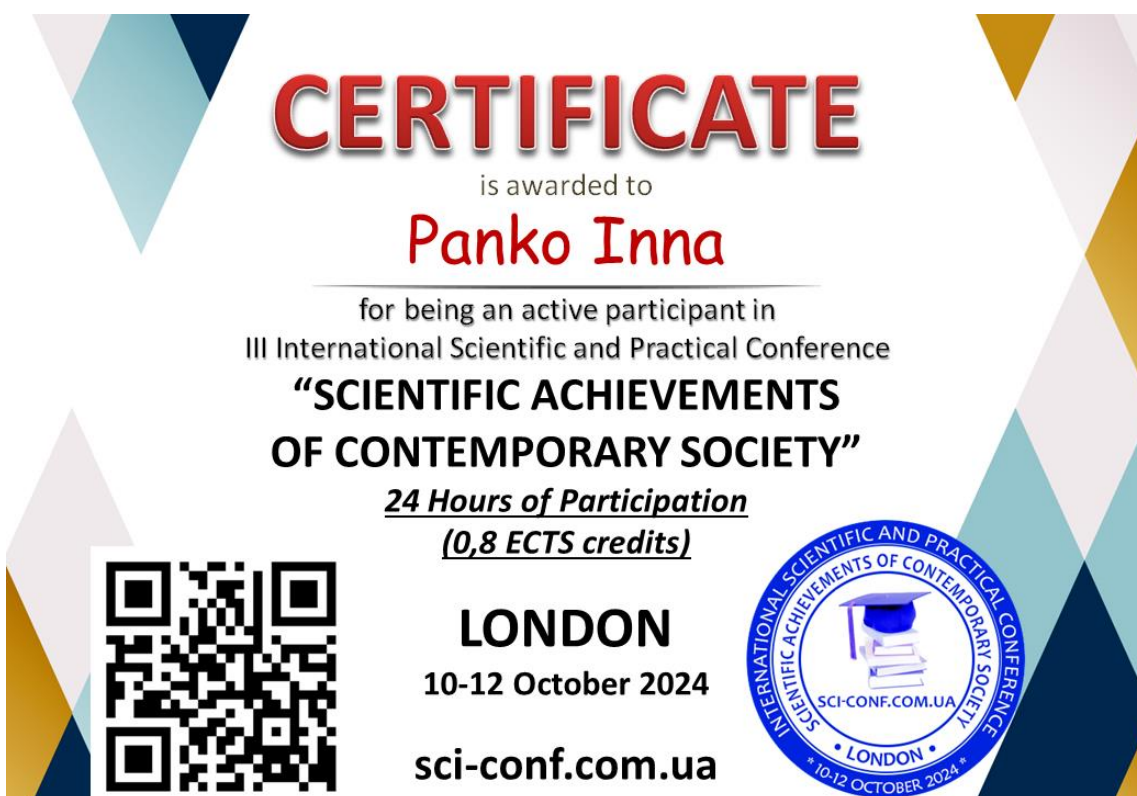 CERTIFICATE
is awarded to
Panko Inna
for being an active participant in
III International Scientific and Practical Conference
“SCIENTIFIC ACHIEVEMENTS
OF CONTEMPORARY SOCIETY”
24 Hours of Participation
(0,8 ECTS credits)
LONDON
10-12 October 2024
sci-conf.com.ua
INTERNATIONAL SCIENTIFIC AND PRACTICAL CONFERENCE
SCIENTIFIC ACHIEVEMENTS OF CONTEMPORARY SOCIETY
SCI-CONF.COM.UA
• LONDON •
* 10-12 OCTOBER 2024 *